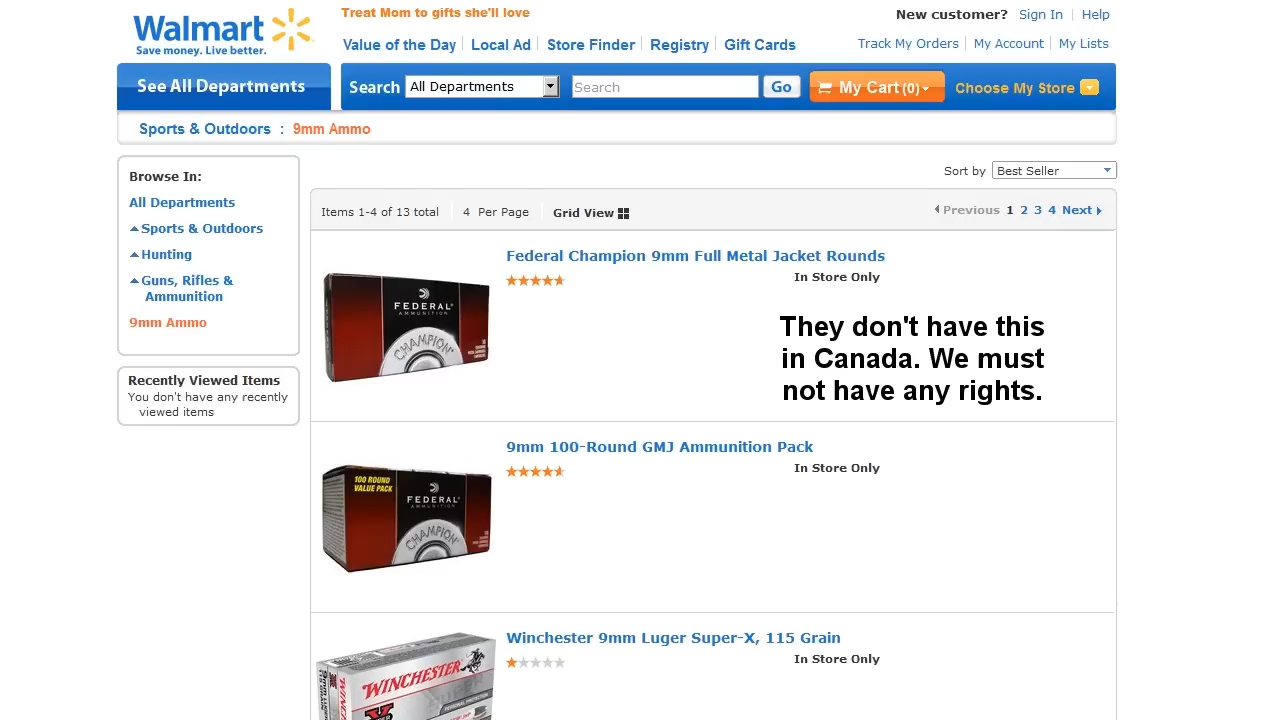 Walmart
Save money. Live better.
Treat Mom to gifts she'll love
New customer? Sign In Help
Value of the Day Local Ad Store Finder Registry Gift Cards
Track My Orders My Account My Lists
See All Departments
Search All Departments Search Go My Cart (0) Choose My Store
Sports & Outdoors : 9mm Ammo
Browse In:
All Departments
Sports & Outdoors
Hunting
Guns, Rifles &
Ammunition
9mm Ammo
Recently Viewed Items
You don't have any recently
viewed items
Sort by Best Seller
Items 1-4 of 13 total 4 Per Page Grid View
Previous 1 2 3 4 Next
Federal Champion 9mm Full Metal Jacket Rounds
In Store Only
FEDERAL
AMMUNITION
CHAMPION
They don't have this
in Canada. We must
not have any rights.
9mm 100-Round GMJ Ammunition Pack
In Store Only
100 ROUND
VALUE PACK
FEDERAL
AMMUNITION
CHAMPION
Winchester 9mm Luger Super-X, 115 Grain
In Store Only
WINCHESTER
SUPER
X